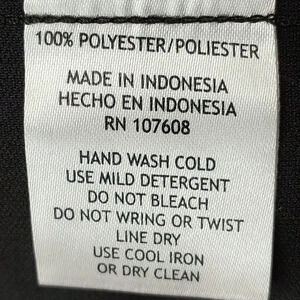 100% POLYESTER/POLIESTER
MADE IN INDONESIA
HECHO EN INDONESIA
RN 107608
HAND WASH COLD
USE MILD DETERGENT
DO NOT BLEACH
DO NOT WRING OR TWIST
LINE DRY
USE COOL IRON
OR DRY CLEAN